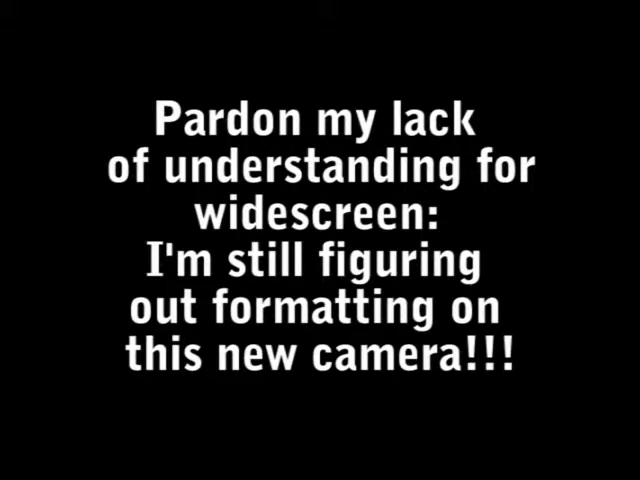 Pardon my lack
of understanding for
widescreen:
I'm still figuring
out formatting on
this new camera!!!